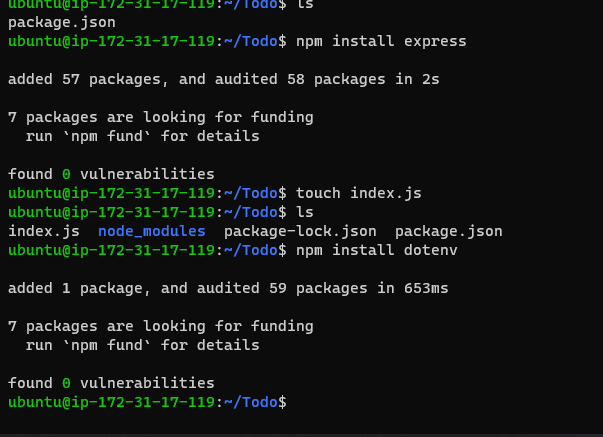 ubuntu@ip-172-31-17-119:~/Todo$ ls
package.json
ubuntu@ip-172-31-17-119:~/Todo$ npm install express
added 57 packages, and audited 58 packages in 2s
7 packages are looking for funding
  run `npm fund` for details
found 0 vulnerabilities
ubuntu@ip-172-31-17-119:~/Todo$ touch index.js
ubuntu@ip-172-31-17-119:~/Todo$ ls
index.js  node_modules  package-lock.json  package.json
ubuntu@ip-172-31-17-119:~/Todo$ npm install dotenv
added 1 package, and audited 59 packages in 653ms
7 packages are looking for funding
  run `npm fund` for details
found 0 vulnerabilities
ubuntu@ip-172-31-17-119:~/Todo$